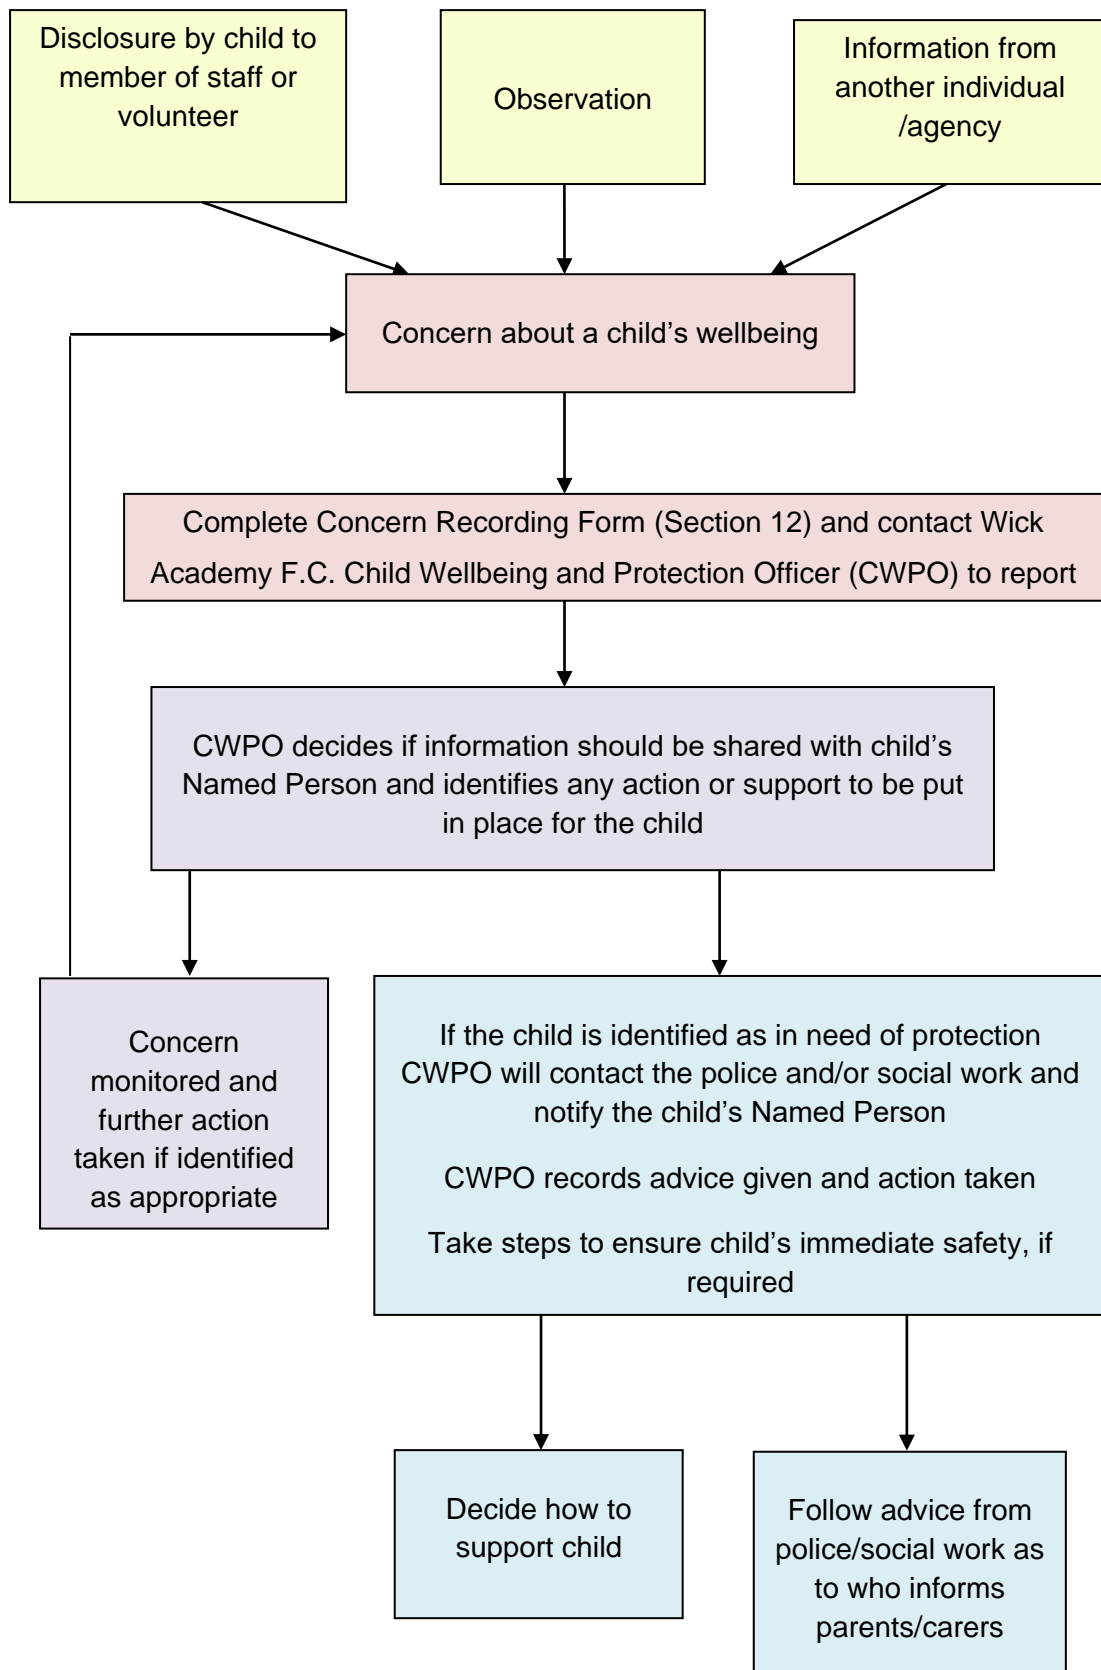 Disclosure by child to
member of staff or
volunteer
Observation
Information from
another individual
/agency
Concern about a child’s wellbeing
Complete Concern Recording Form (Section 12) and contact Wick
Academy F.C. Child Wellbeing and Protection Officer (CWPO) to report
CWPO decides if information should be shared with child’s
Named Person and identifies any action or support to be put
in place for the child
Concern
monitored and
further action
taken if identified
as appropriate
If the child is identified as in need of protection
CWPO will contact the police and/or social work and
notify the child’s Named Person
CWPO records advice given and action taken
Take steps to ensure child’s immediate safety, if
required
Decide how to
support child
Follow advice from
police/social work as
to who informs
parents/carers